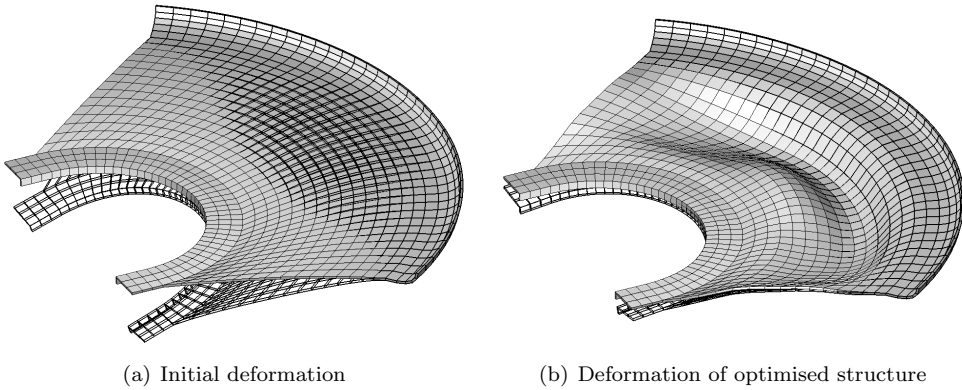 (a) Initial deformation
(b) Deformation of optimised structure